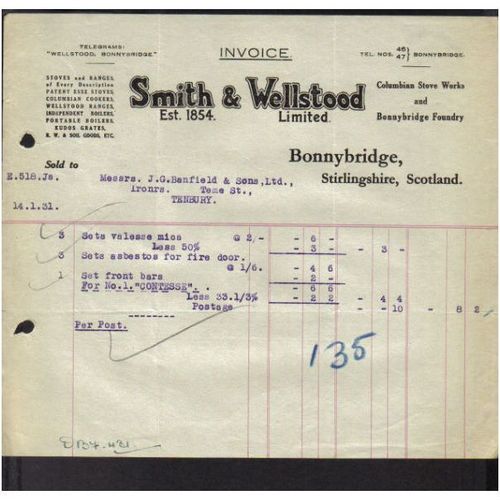 TELEGRAMS:
"WELLSTOOD, BONNYBRIDGE."
INVOICE.
TEL. NOS. 46 47} BONNYBRIDGE.
STOVES AND RANGES,
of Every Description
PATENT ESSE STOVES,
COLUMBIAN COOKERS,
WELLSTOOD RANGES,
INDEPENDENT BOILERS,
PORTABLE BOILERS,
KUDOS GRATES,
R. W. & SOIL GOODS, ETC.
Smith & Wellstood
Est. 1854. Limited.
Columbian Stove Works
and
Bonnybridge Foundry
Bonnybridge,
Stirlingshire, Scotland.
Sold to
E.518.Js. Messrs. J.G.Banfield & Sons,Ltd.,
Ironrs. Teme St.,
14.1.31. TENBURY.
3 Sets valesse mica @ 2/- - 6 -
Less 50% - 3 - - 3 -
3 Sets asbestos for fire door.
@ 1/6. - 4 6
1 Set front bars - 2 -
For No.1."CONTESSE". . - 6 6
Less 33.1/3% - 2 2 - 4 4
Postage - - 10 - 8 2
Per Post.
135